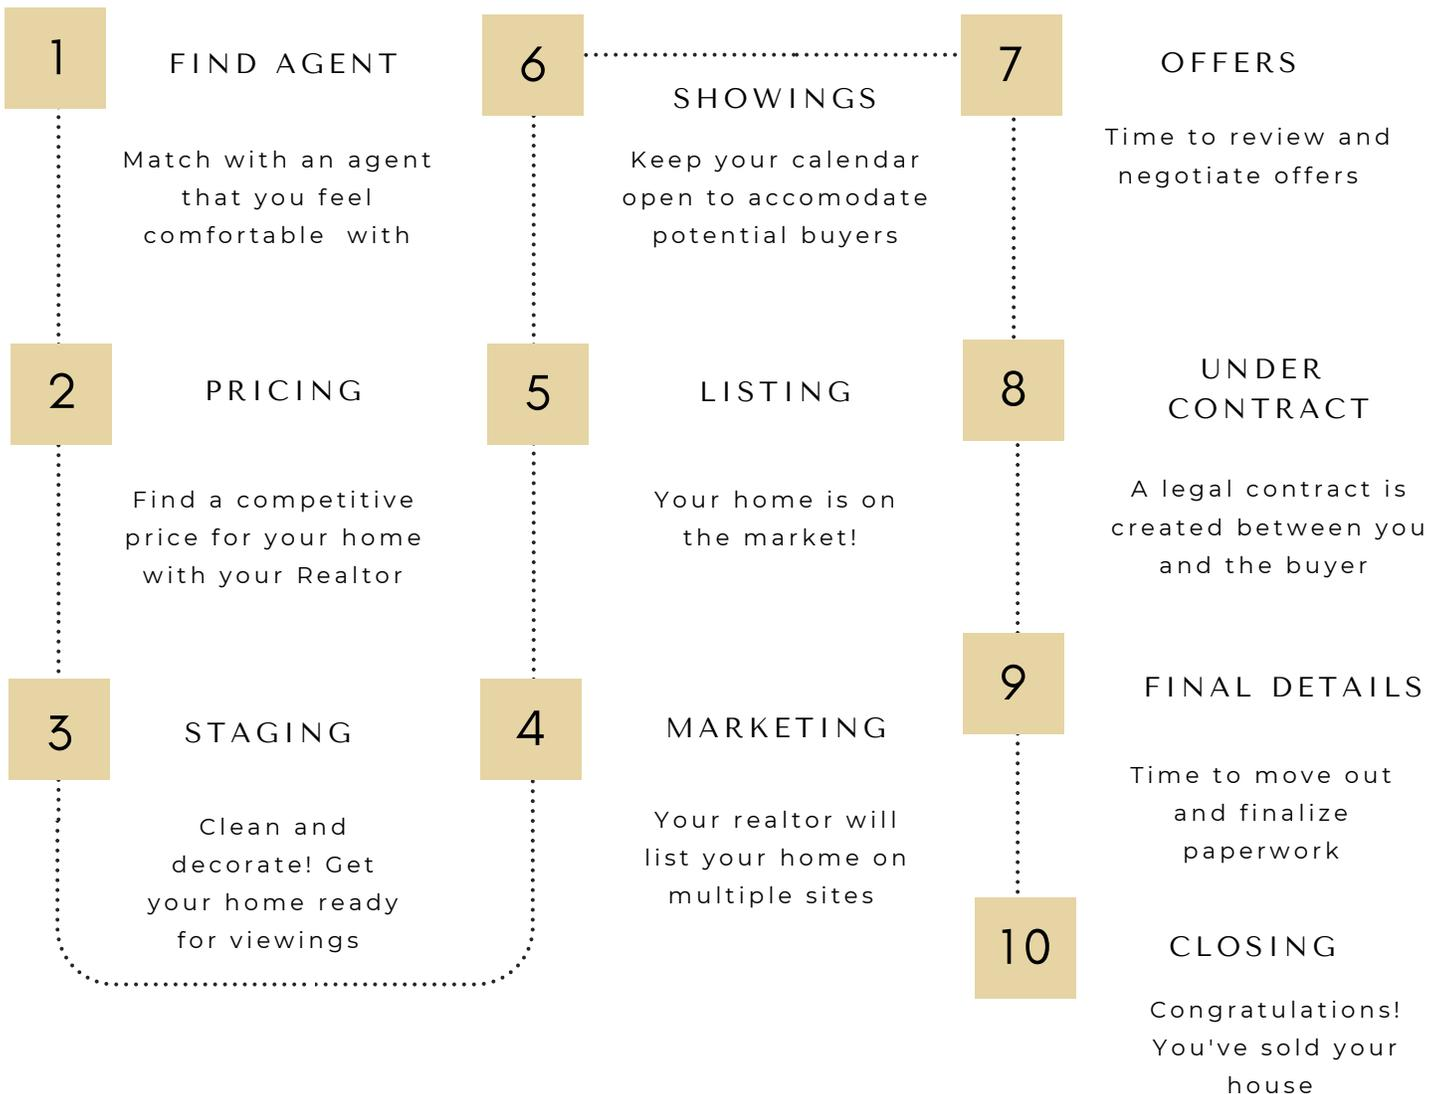 1
FIND AGENT
Match with an agent
that you feel
comfortable with
2
PRICING
Find a competitive
price for your home
with your Realtor
3
STAGING
Clean and
decorate! Get
your home ready
for viewings
4
MARKETING
Your realtor will
list your home on
multiple sites
5
LISTING
Your home is on
the market!
6
SHOWINGS
Keep your calendar
open to accomodate
potential buyers
7
OFFERS
Time to review and
negotiate offers
8
UNDER
CONTRACT
A legal contract is
created between you
and the buyer
9
FINAL DETAILS
Time to move out
and finalize
paperwork
10
CLOSING
Congratulations!
You've sold your
house